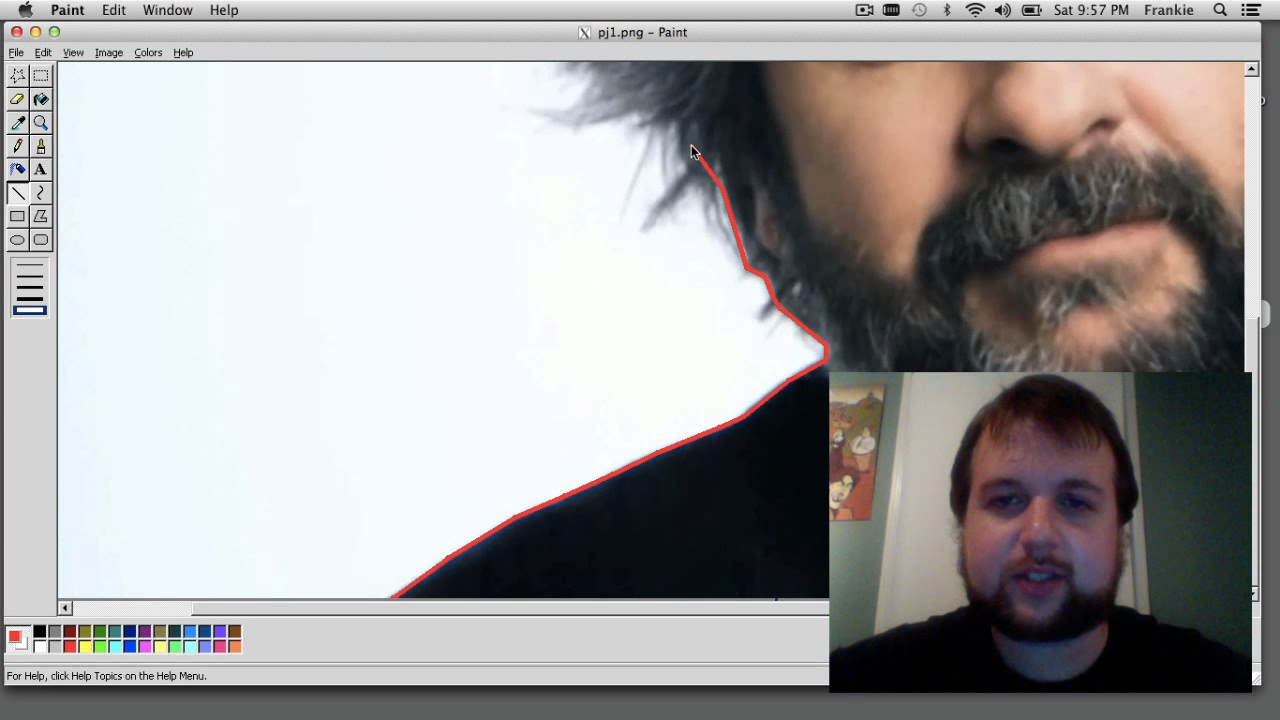 Paint Edit Window Help Sat 9:57 PM Frankie
pj1.png – Paint
File Edit View Image Colors Help
A
For Help, click Help Topics on the Help Menu.